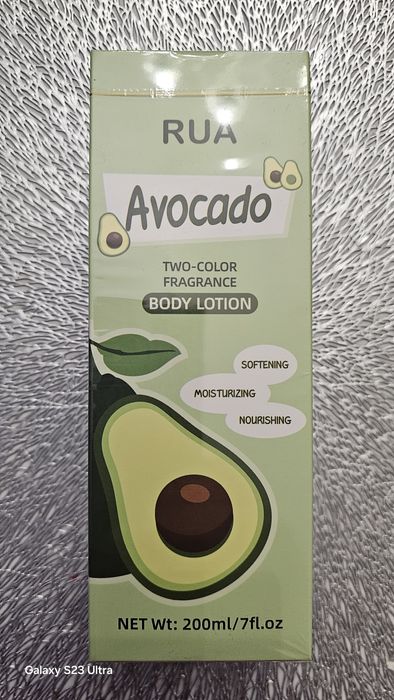 RUA
Avocado
TWO-COLOR
FRAGRANCE
BODY LOTION
SOFTENING
MOISTURIZING
NOURISHING
NET Wt: 200ml/7fl.oz
Galaxy S23 Ultra